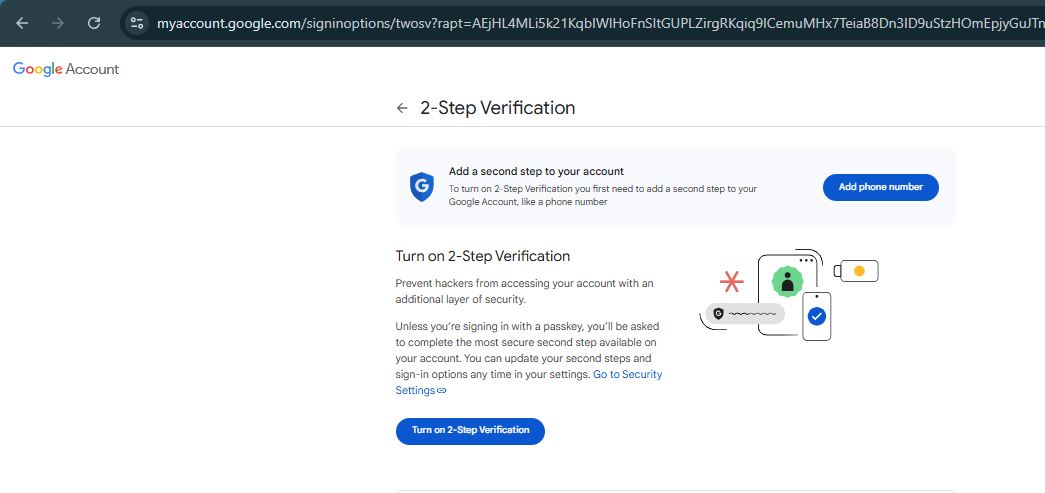 myaccount.google.com/signinoptions/twosv?rapt=AEjHL4MLi5k21KqbIWIHoFnSItGUPLZirgRKqiq9ICemuMHx7TeiaB8Dn3ID9uStzHOmEpjyGuJTn
Google Account
2-Step Verification
Add a second step to your account
To turn on 2-Step Verification you first need to add a second step to your
Google Account, like a phone number
Add phone number
Turn on 2-Step Verification
Prevent hackers from accessing your account with an
additional layer of security.
Unless you’re signing in with a passkey, you’ll be asked
to complete the most secure second step available on
your account. You can update your second steps and
sign-in options any time in your settings. Go to Security
Settings
Turn on 2-Step Verification